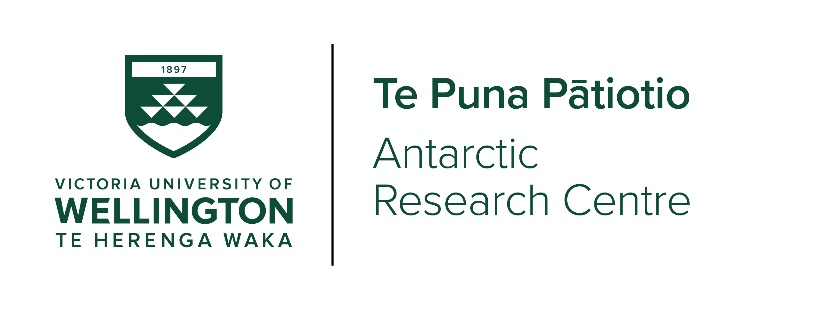 1897
VICTORIA UNIVERSITY OF
WELLINGTON
TE HERENGA WAKA
Te Puna Pātiotio
Antarctic
Research Centre